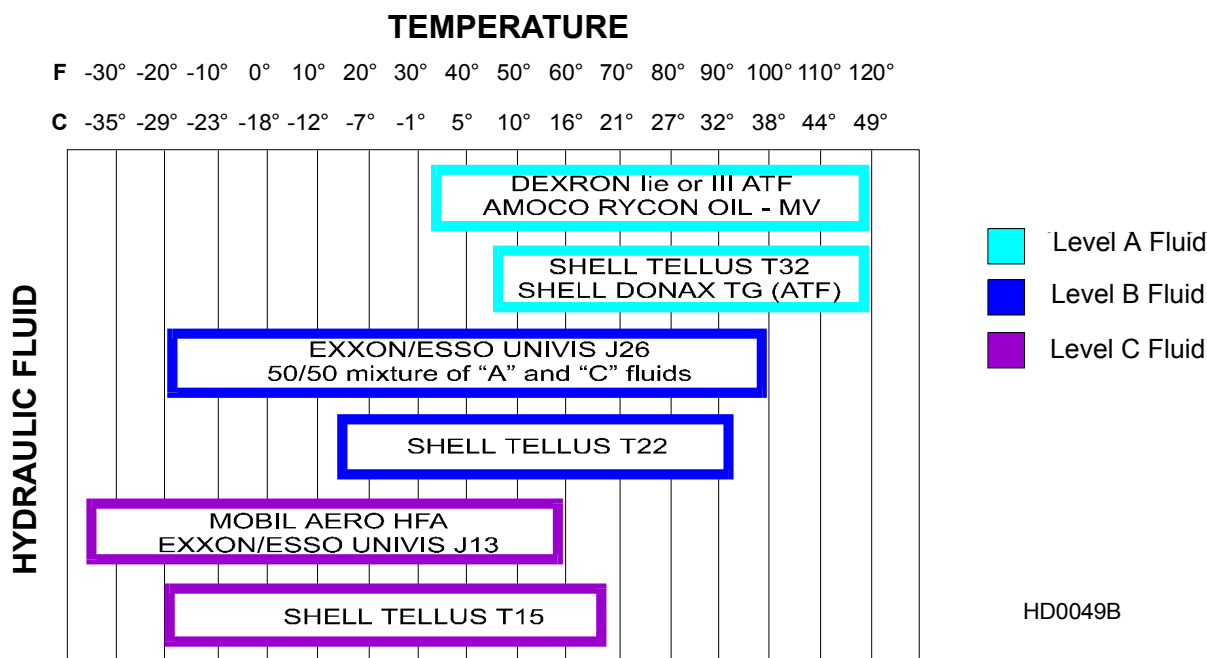 TEMPERATURE
F -30° -20° -10° 0° 10° 20° 30° 40° 50° 60° 70° 80° 90° 100° 110° 120°
C -35° -29° -23° -18° -12° -7° -1° 5° 10° 16° 21° 27° 32° 38° 44° 49°
HYDRAULIC FLUID
DEXRON Iie or III ATF
AMOCO RYCON OIL - MV
SHELL TELLUS T32
SHELL DONAX TG (ATF)
EXXON/ESSO UNIVIS J26
50/50 mixture of “A” and “C” fluids
SHELL TELLUS T22
MOBIL AERO HFA
EXXON/ESSO UNIVIS J13
SHELL TELLUS T15
Level A Fluid
Level B Fluid
Level C Fluid
HD0049B